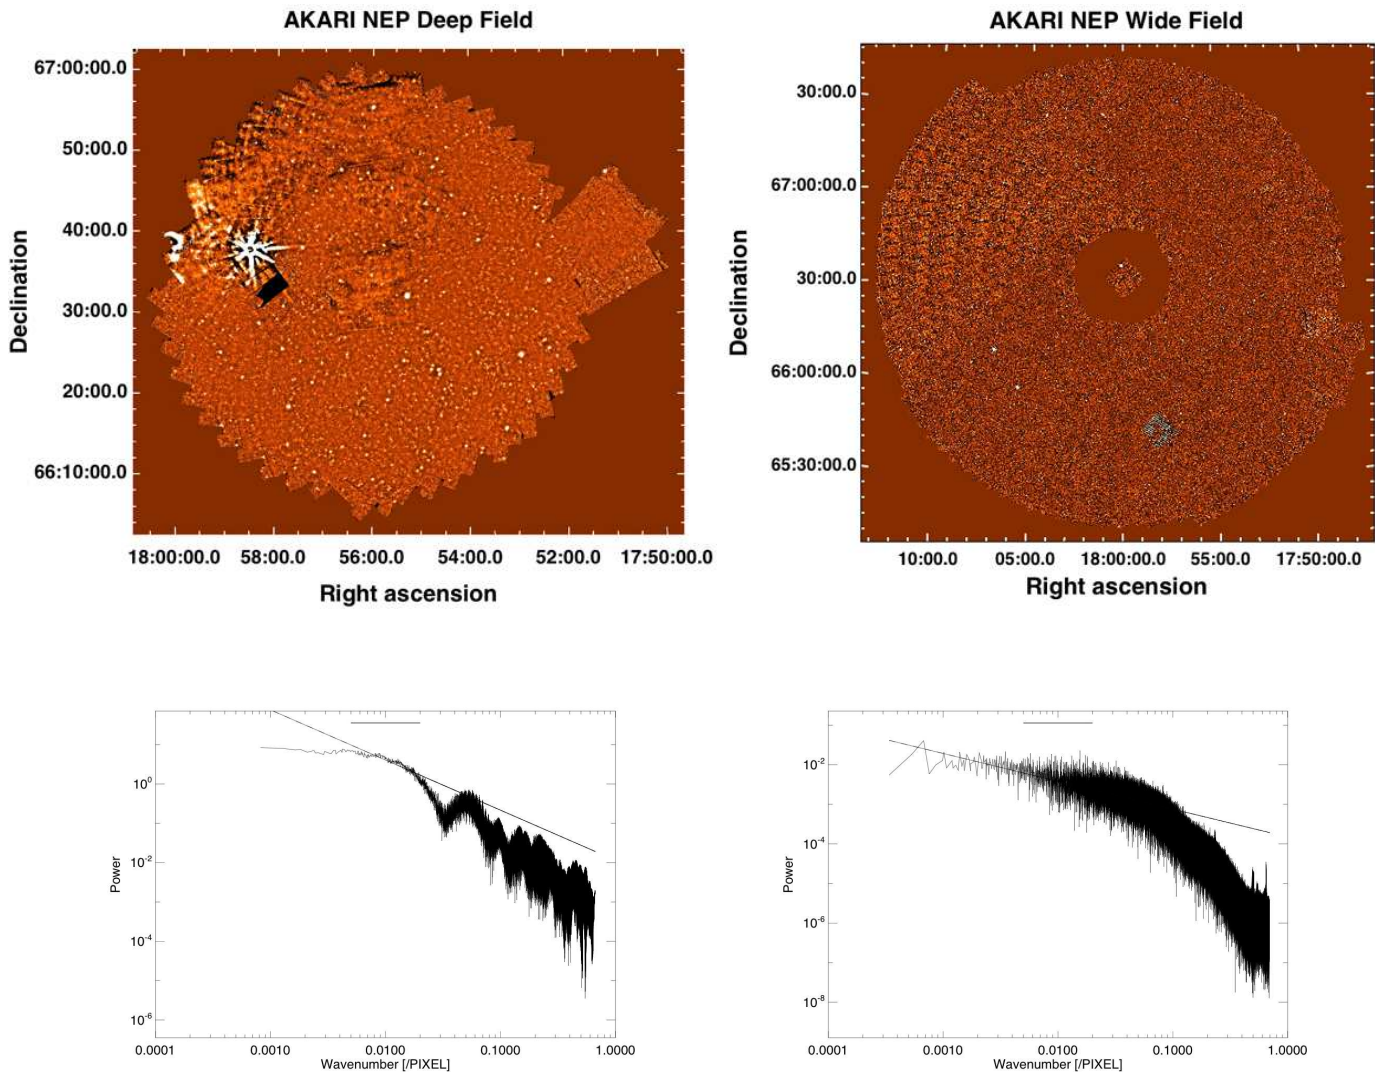 AKARI NEP Deep Field
67:00:00.0
50:00.0
40:00.0
30:00.0
20:00.0
66:10:00.0
Declination
18:00:00.0 58:00.0 56:00.0 54:00.0 52:00.0 17:50:00.0
Right ascension
AKARI NEP Wide Field
30:00.0
67:00:00.0
30:00.0
66:00:00.0
65:30:00.0
Declination
10:00.0 05:00.0 18:00:00.0 55:00.0 17:50:00.0
Right ascension
10⁰
10⁻²
10⁻⁴
10⁻⁶
Power
0.0001 0.0010 0.0100 0.1000 1.0000
Wavenumber [/PIXEL]
10⁻²
10⁻⁴
10⁻⁶
10⁻⁸
Power
0.0001 0.0010 0.0100 0.1000 1.0000
Wavenumber [/PIXEL]